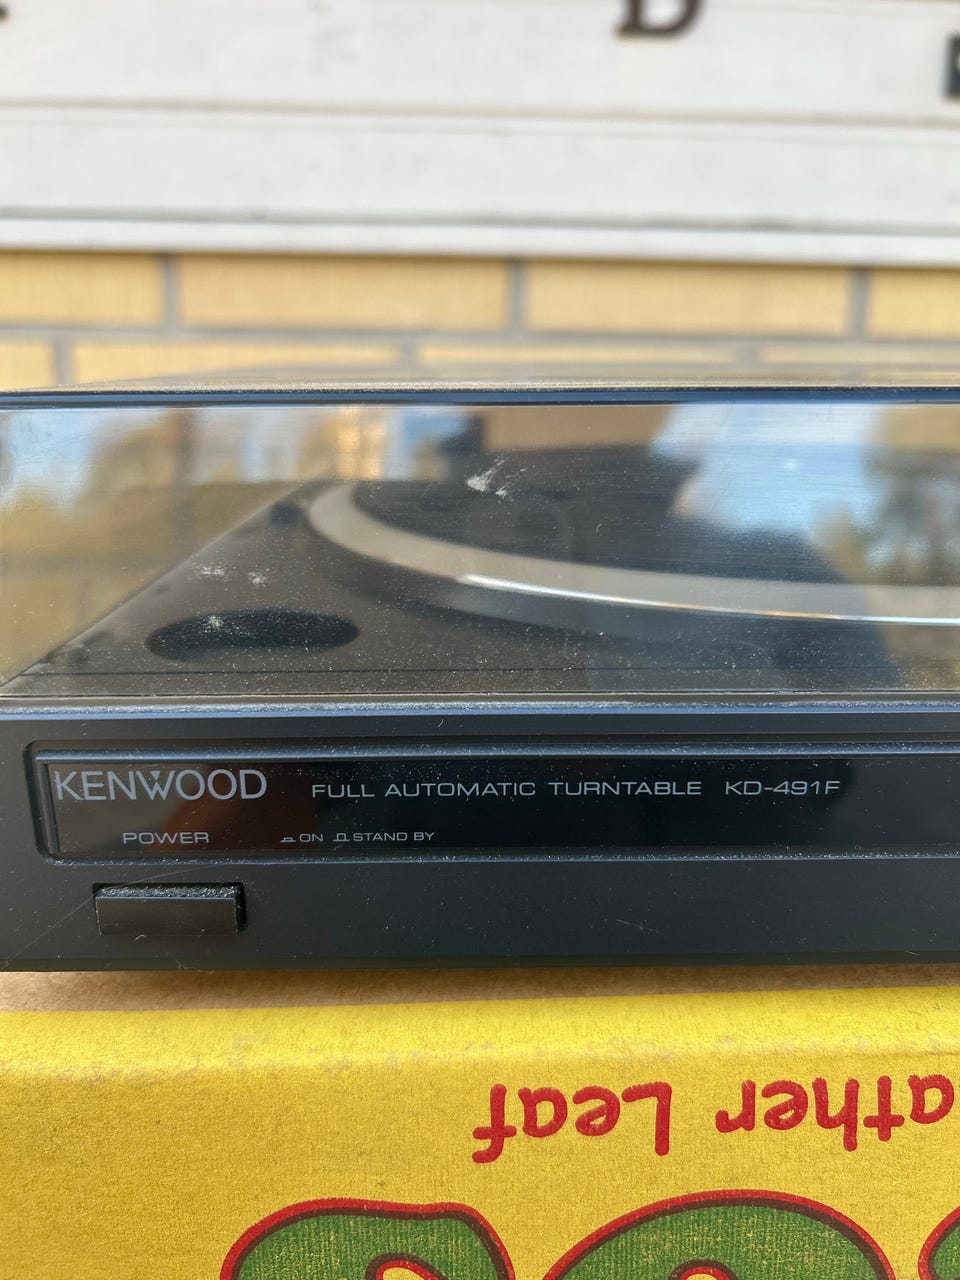 D
KENWOOD FULL AUTOMATIC TURNTABLE KD-491F
POWER ON STAND BY
ather Leaf